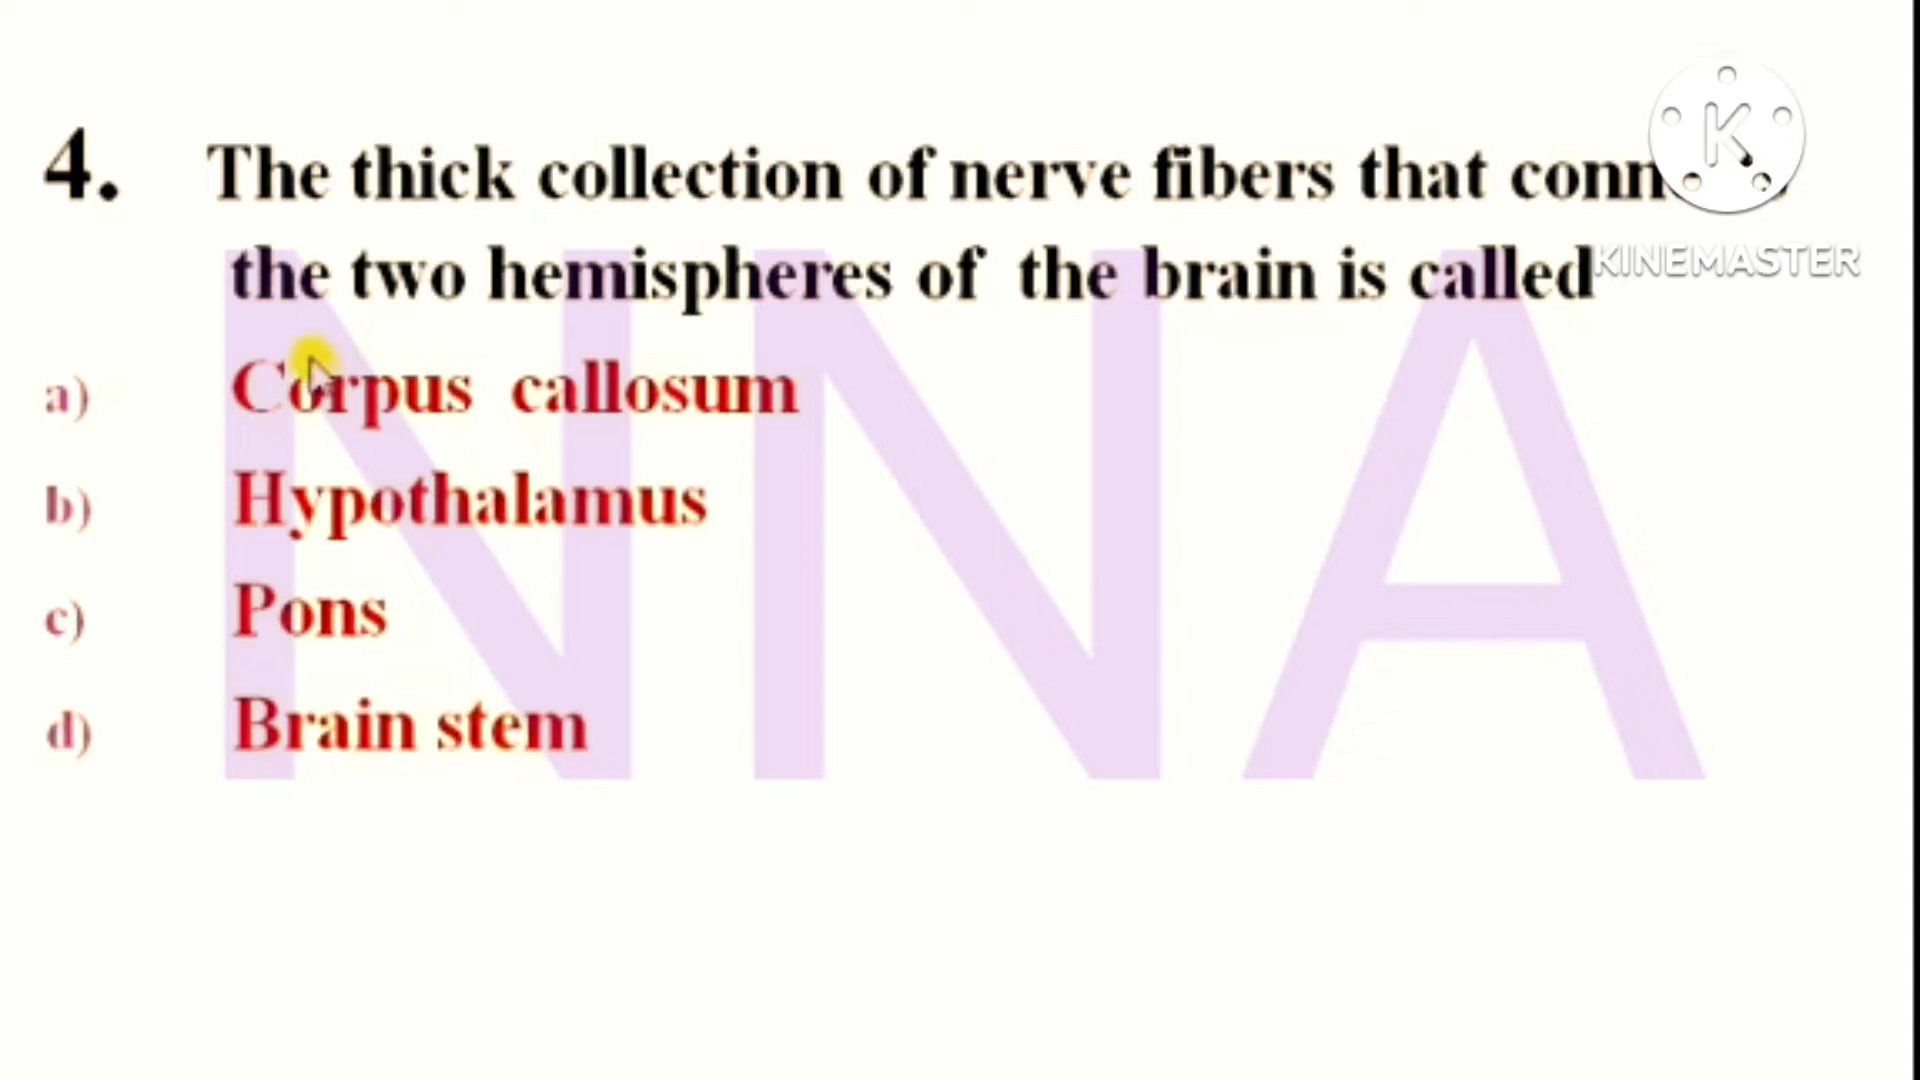 4. The thick collection of nerve fibers that
the two hemispheres of the brain is called
a) Corpus callosum
b) Hypothalamus
c) Pons
d) Brain stem
NNA
K
KINEMASTER